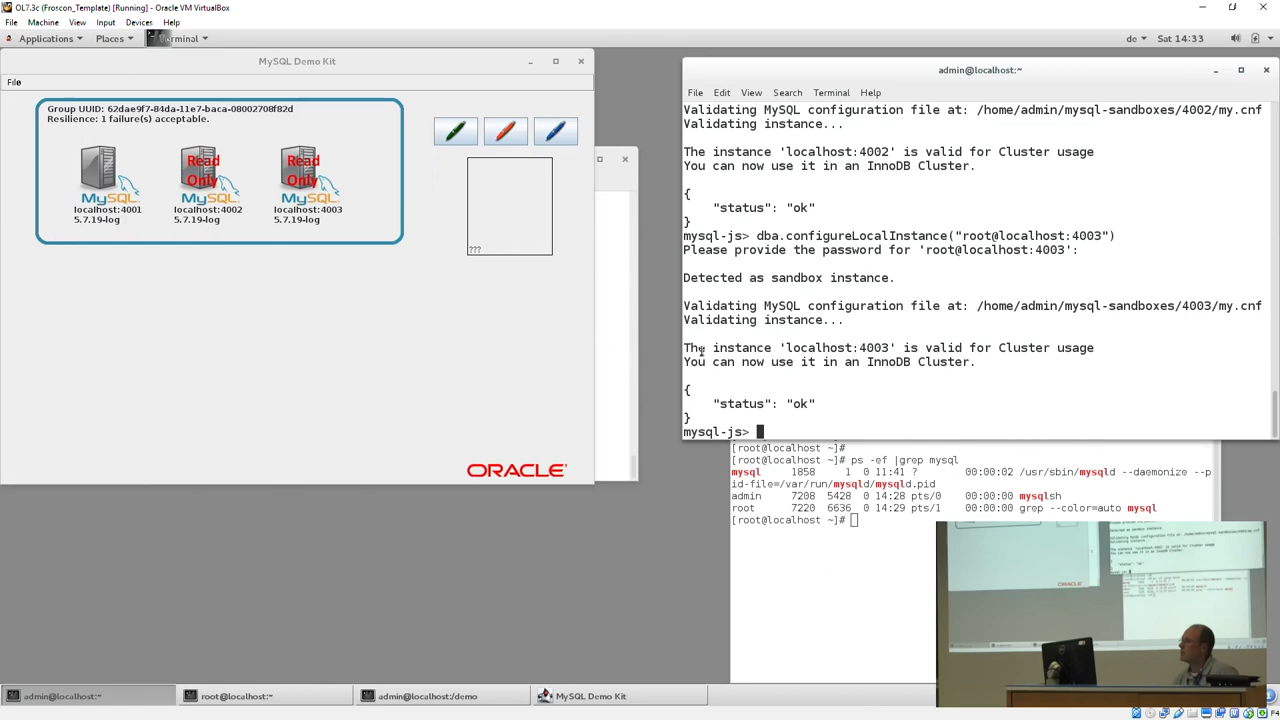 OL7.3c (Froscon_Template) [Running] - Oracle VM VirtualBox
File Machine View Input Devices Help
Applications Places Terminal de Sat 14:33
MySQL Demo Kit
File
Group UUID: 62dae9f7-84da-11e7-baca-08002708f82d
Resilience: 1 failure(s) acceptable.
Read Only
Read Only
MySQL MySQL MySQL
localhost:4001 localhost:4002 localhost:4003
5.7.19-log 5.7.19-log 5.7.19-log
???
ORACLE
admin@localhost:~
File Edit View Search Terminal Help
Validating MySQL configuration file at: /home/admin/mysql-sandboxes/4002/my.cnf
Validating instance...
The instance 'localhost:4002' is valid for Cluster usage
You can now use it in an InnoDB Cluster.
{
"status": "ok"
}
mysql-js> dba.configureLocalInstance("root@localhost:4003")
Please provide the password for 'root@localhost:4003':
Detected as sandbox instance.
Validating MySQL configuration file at: /home/admin/mysql-sandboxes/4003/my.cnf
Validating instance...
The instance 'localhost:4003' is valid for Cluster usage
You can now use it in an InnoDB Cluster.
{
"status": "ok"
}
mysql-js>
[root@localhost ~]#
[root@localhost ~]# ps -ef |grep mysql
mysql 1858 1 0 11:41 ? 00:00:02 /usr/sbin/mysqld --daemonize --p
id-file=/var/run/mysqld/mysqld.pid
admin 7208 5428 0 14:28 pts/0 00:00:00 mysqlsh
root 7220 6636 0 14:29 pts/1 00:00:00 grep --color=auto mysql
[root@localhost ~]#
admin@localhost:~ root@localhost:~ admin@localhost:/demo MySQL Demo Kit